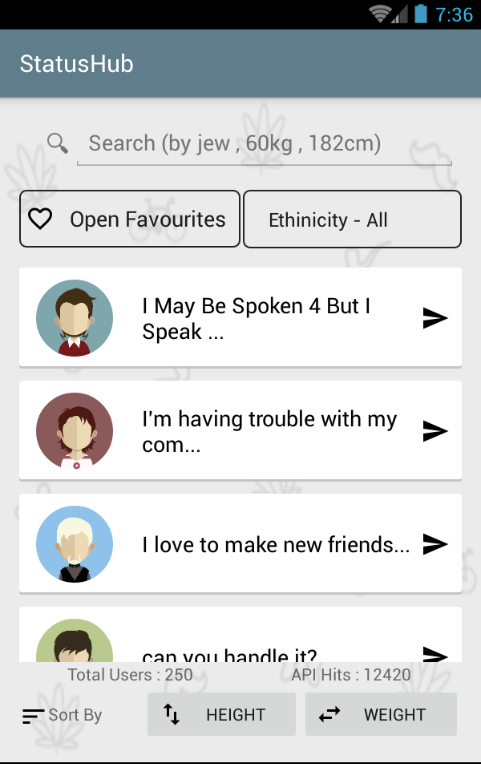 7:36
StatusHub
Search (by jew , 60kg , 182cm)
Open Favourites
Ethinicity - All
I May Be Spoken 4 But I
Speak ...
I'm having trouble with my
com...
I love to make new friends...
can you handle it?
Total Users : 250
API Hits : 12420
Sort By
HEIGHT
WEIGHT